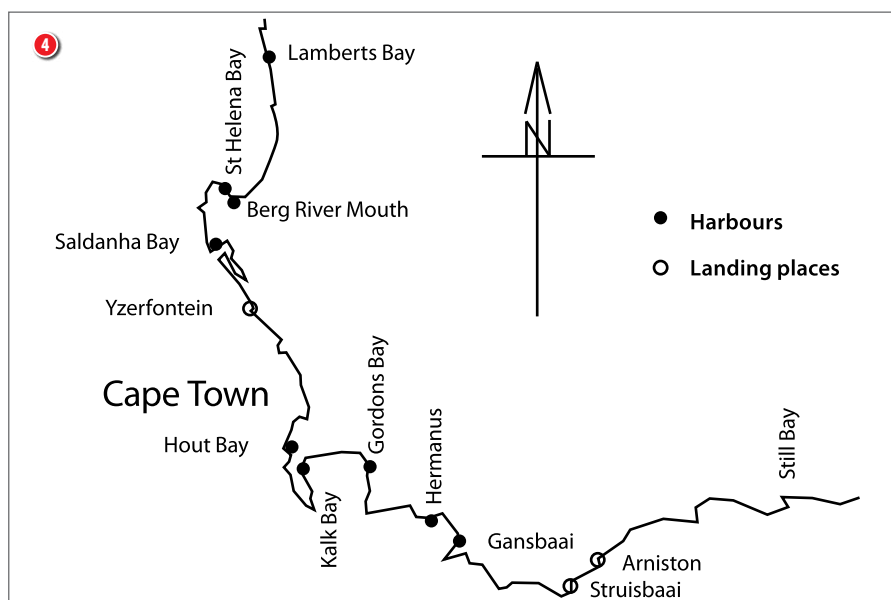 4
Lamberts Bay
St Helena Bay
N
Berg River Mouth
Harbours
Saldanha Bay
Landing places
Yzerfontein
Cape Town
Gordons Bay
Hout Bay
Hermanus
Still Bay
Kalk Bay
Gansbaai
Arniston
Struisbaai